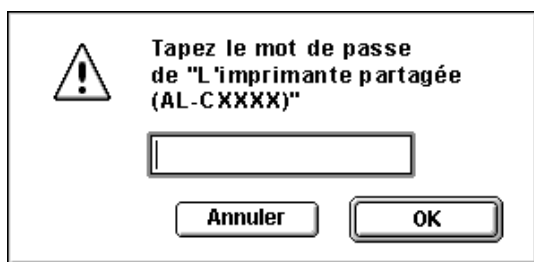 Tapez le mot de passe
de "L'imprimante partagée
(AL-CXXXX)"
Annuler
OK